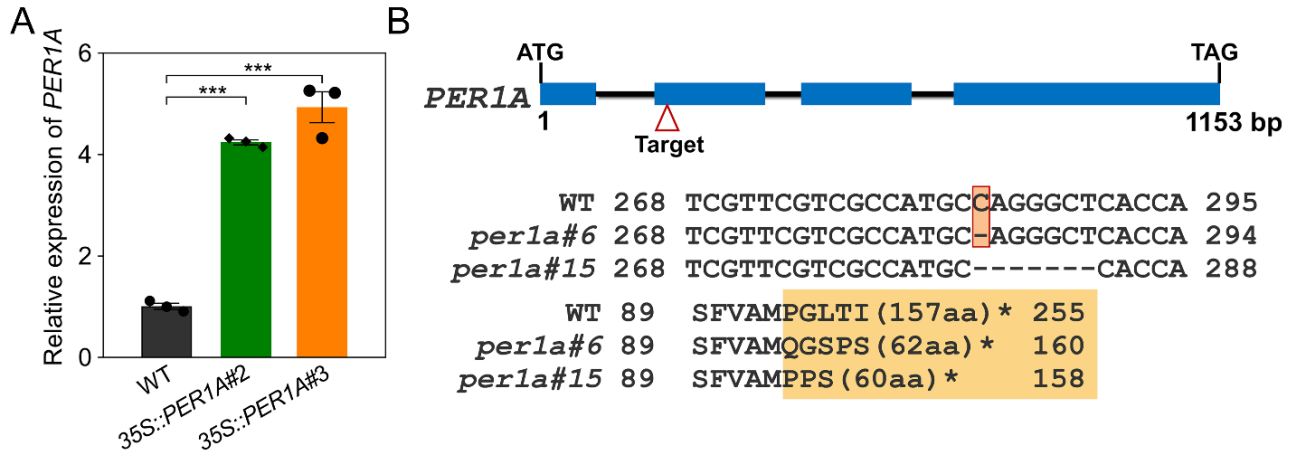 A
Relative expression of PER1A
6
4
2
0
***
***
WT
35S::PER1A#2
35S::PER1A#3
B
ATG TAG
PER1A
1 1153 bp
Target
WT 268 TCGTTCGTCGCCATGCCAGGGCTCACCA 295
per1a#6 268 TCGTTCGTCGCCATGC-AGGGCTCACCA 294
per1a#15 268 TCGTTCGTCGCCATGC-------CACCA 288
WT 89 SFVAMPGLTI(157aa)* 255
per1a#6 89 SFVAMQGSPS(62aa)* 160
per1a#15 89 SFVAMPPS(60aa)* 158